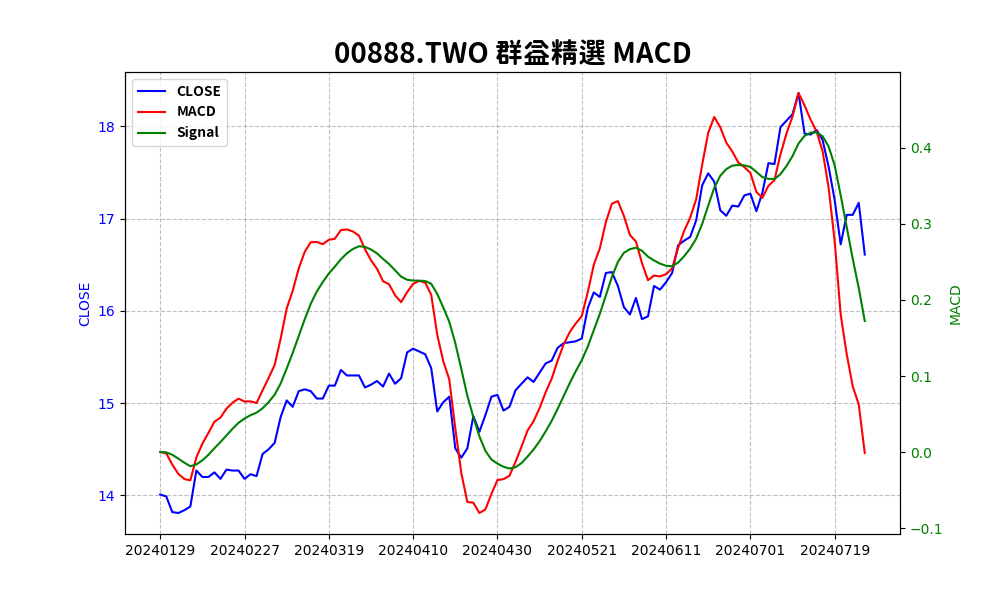 00888.TWO 群益精選 MACD
CLOSE
MACD
Signal
18
17
16
15
14
CLOSE
0.4
0.3
0.2
0.1
0.0
−0.1
MACD
20240129 20240227 20240319 20240410 20240430 20240521 20240611 20240701 20240719